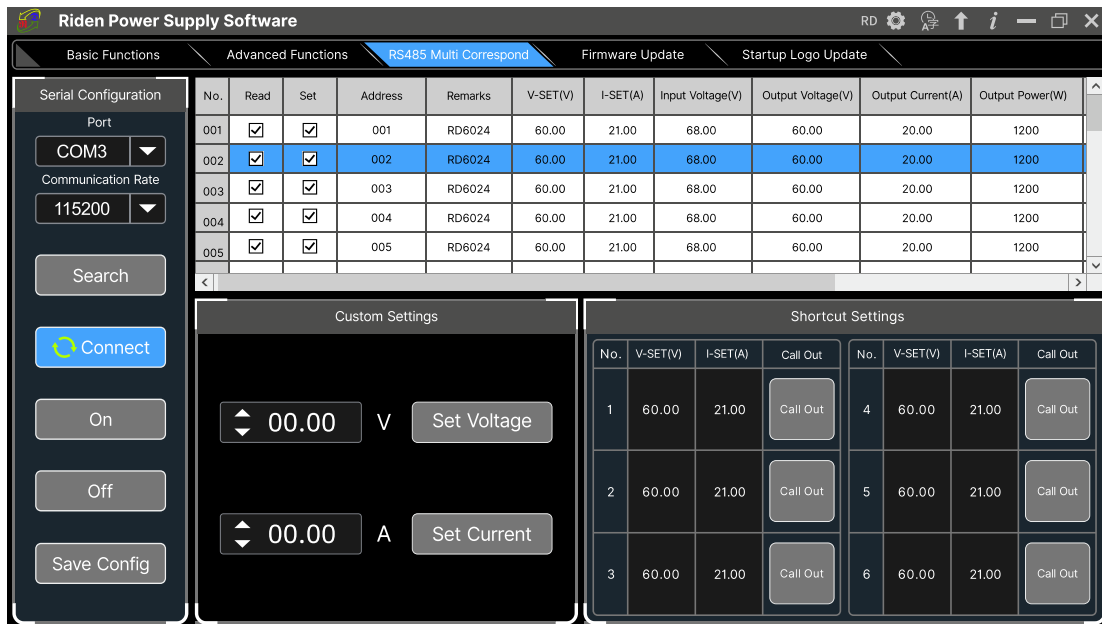 Riden Power Supply Software RD
Basic Functions Advanced Functions RS485 Multi Correspond Firmware Update Startup Logo Update
Serial Configuration
Port
COM3
Communication Rate
115200
Search
Connect
On
Off
Save Config
No. Read Set Address Remarks V-SET(V) I-SET(A) Input Voltage(V) Output Voltage(V) Output Current(A) Output Power(W)
001 001 RD6024 60.00 21.00 68.00 60.00 20.00 1200
002 002 RD6024 60.00 21.00 68.00 60.00 20.00 1200
003 003 RD6024 60.00 21.00 68.00 60.00 20.00 1200
004 004 RD6024 60.00 21.00 68.00 60.00 20.00 1200
005 005 RD6024 60.00 21.00 68.00 60.00 20.00 1200
Custom Settings
00.00 V Set Voltage
00.00 A Set Current
Shortcut Settings
No. V-SET(V) I-SET(A) Call Out No. V-SET(V) I-SET(A) Call Out
1 60.00 21.00 Call Out 4 60.00 21.00 Call Out
2 60.00 21.00 Call Out 5 60.00 21.00 Call Out
3 60.00 21.00 Call Out 6 60.00 21.00 Call Out